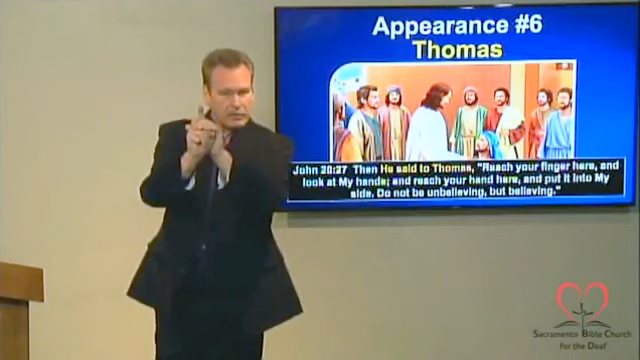 Appearance #6
Thomas
John 20:27 Then He said to Thomas, "Reach your finger here, and
look at My hands; and reach your hand here, and put it into My
side. Do not be unbelieving, but believing."
Sacramento Bible Church
for the Deaf